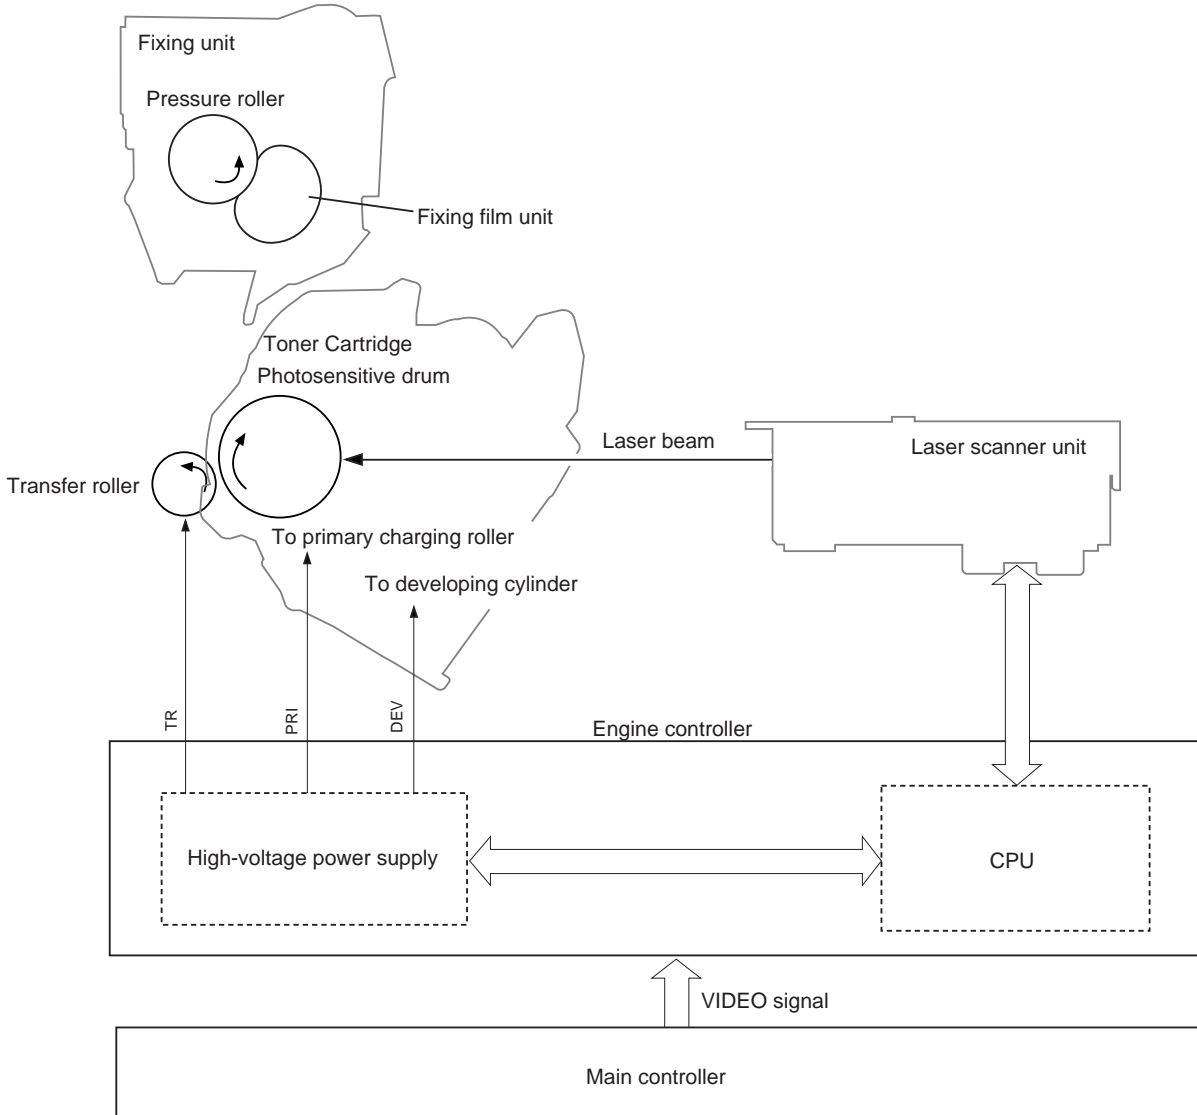 Fixing unit
Pressure roller
Fixing film unit
Toner Cartridge
Photosensitive drum
Laser beam
Laser scanner unit
Transfer roller
To primary charging roller
To developing cylinder
TR
PRI
DEV
Engine controller
High-voltage power supply
CPU
VIDEO signal
Main controller